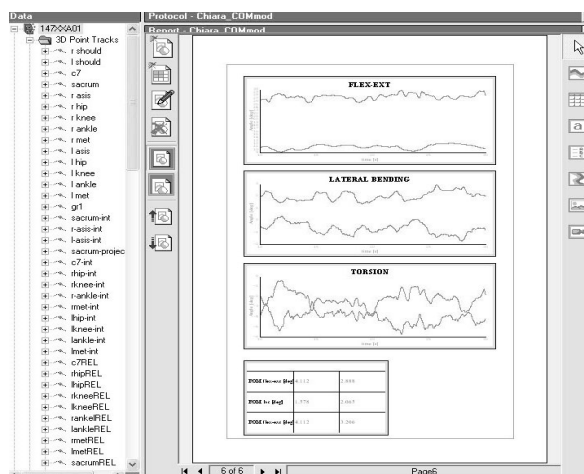 Data
147XXA01
3D Point Tracks
r should
l should
c7
sacrum
r asis
r hip
r knee
r ankle
r met
l asis
l hip
l knee
l ankle
l met
gr1
sacrum-int
r-asis-int
l-asis-int
sacrum-projec
c7-int
rhip-int
rknee-int
r-ankle-int
rmet-int
lhip-int
lknee-int
lankle-int
lmet-int
c7REL
rhipREL
lhipREL
rkneeREL
lkneeREL
rankelREL
lankleREL
rmetREL
lmetREL
sacrumREL
Protocol - Chiara_COMmod
Report - Chiara_COMmod
FLEX-EXT
LATERAL BENDING
TORSION
6 of 6
Page6